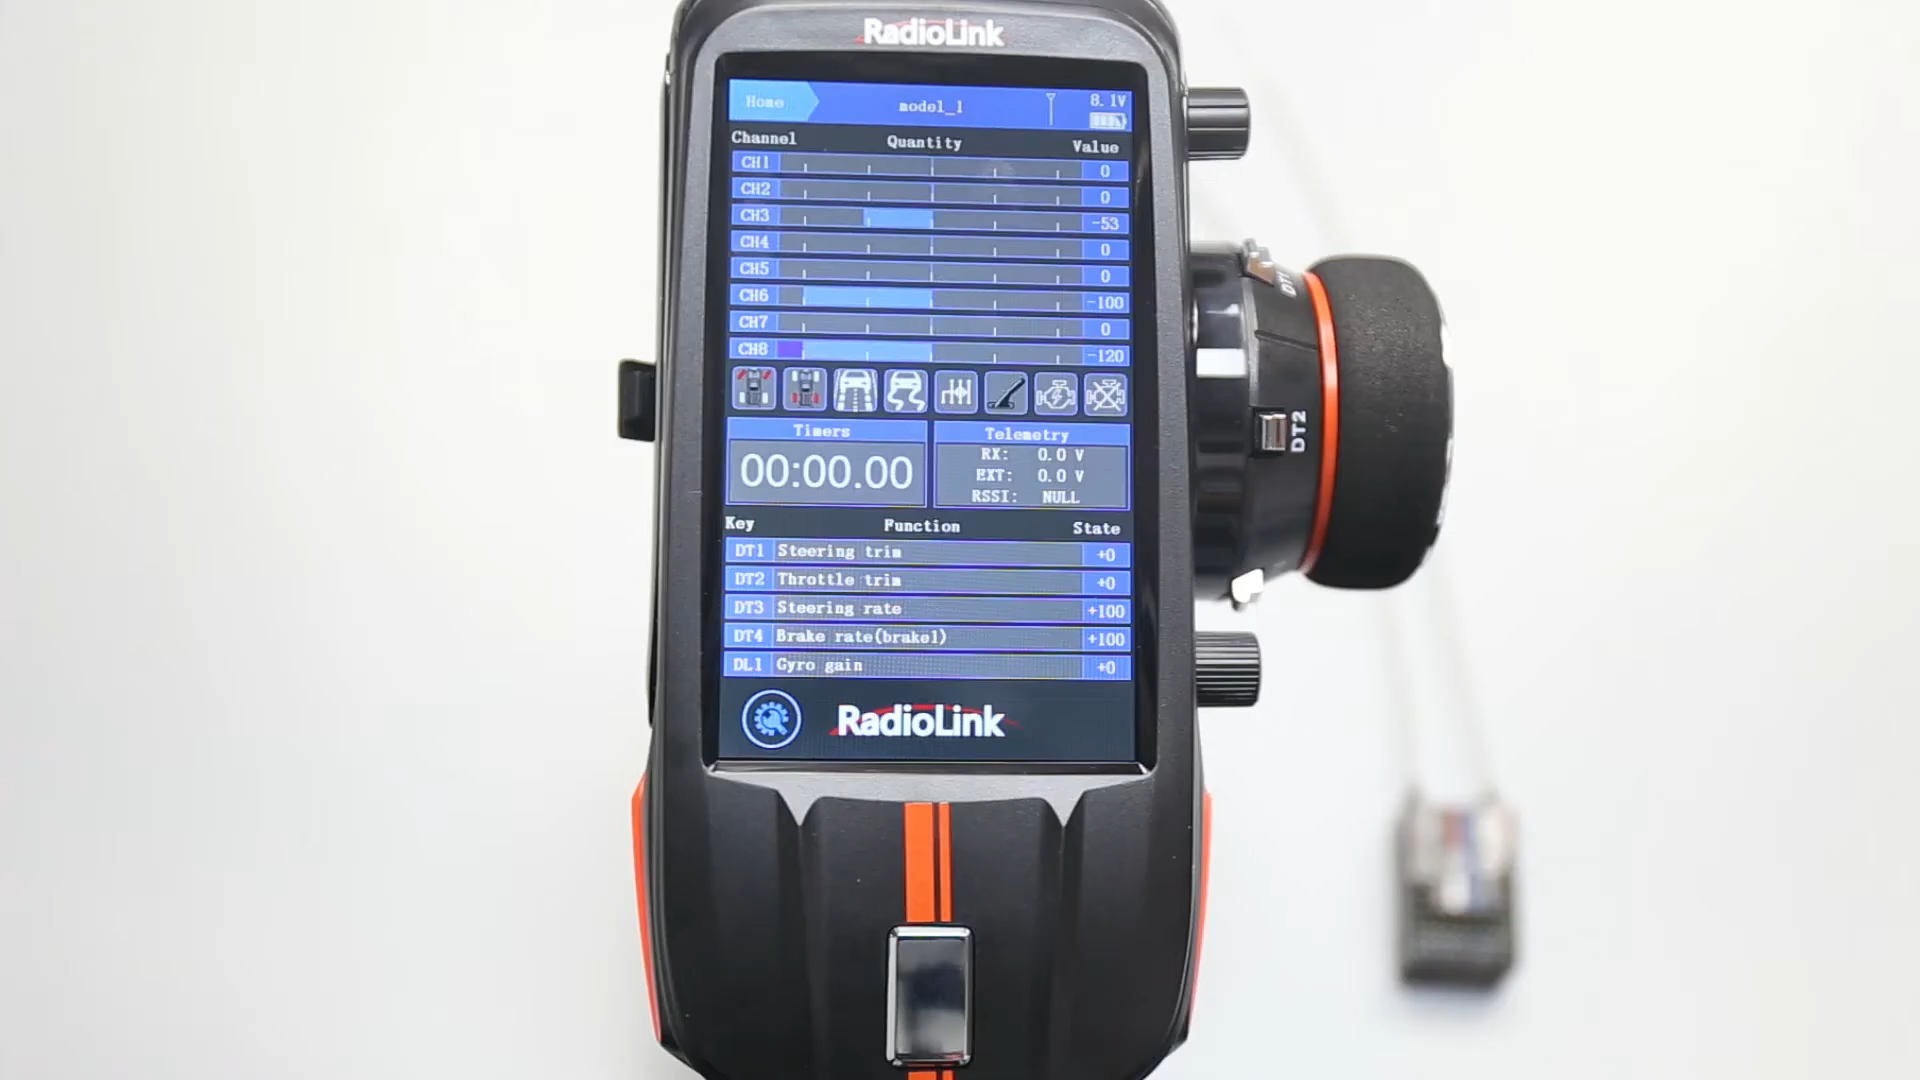 RadioLink
Home model_1 8.1V
Channel Quantity Value
CH1 0
CH2 0
CH3 -53
CH4 0
CH5 0
CH6 -100
CH7 0
CH8 -120
Timers
00:00.00
Telemetry
RX: 0.0 V
EXT: 0.0 V
RSSI: NULL
Key Function State
DT1 Steering trim +0
DT2 Throttle trim +0
DT3 Steering rate +100
DT4 Brake rate(brake1) +100
DL1 Gyro gain +0
RadioLink
DT1
DT2